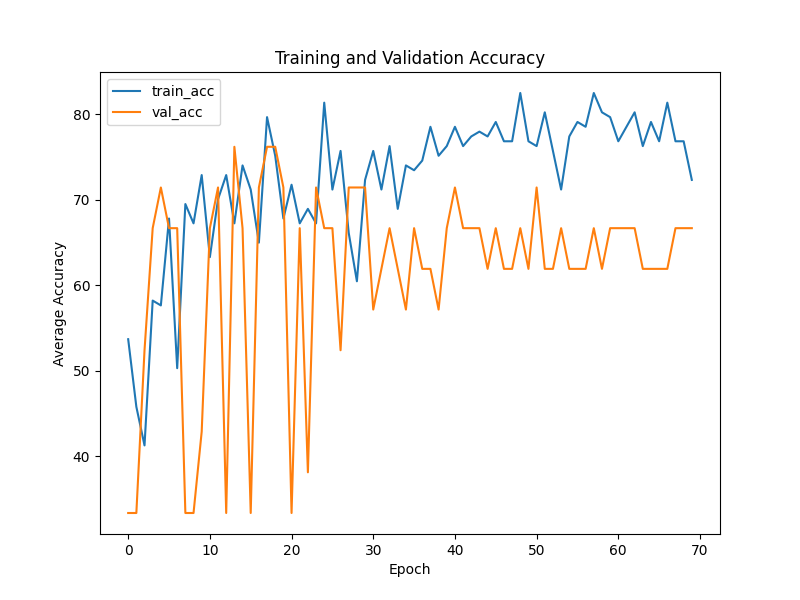 Training and Validation Accuracy
train_acc
val_acc
80
70
60
50
40
Average Accuracy
0 10 20 30 40 50 60 70
Epoch